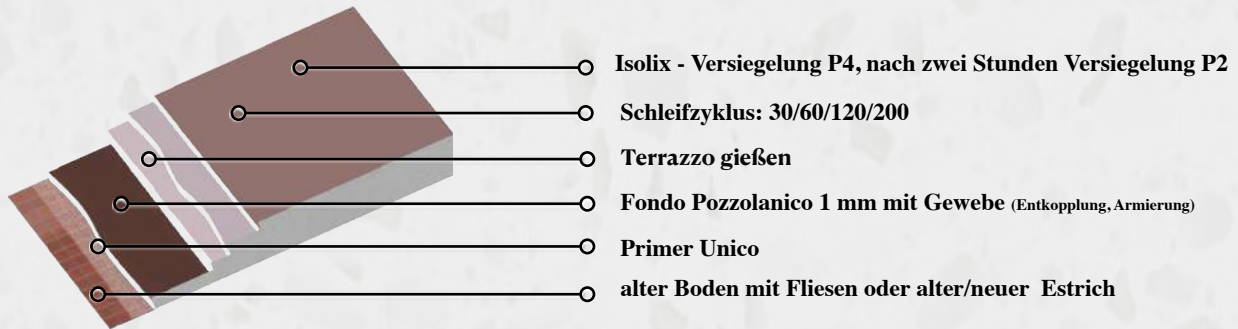 Isolix - Versiegelung P4, nach zwei Stunden Versiegelung P2
Schleifzyklus: 30/60/120/200
Terrazzo gießen
Fondo Pozzolanico 1 mm mit Gewebe (Entkopplung, Armierung)
Primer Unico
alter Boden mit Fliesen oder alter/neuer Estrich